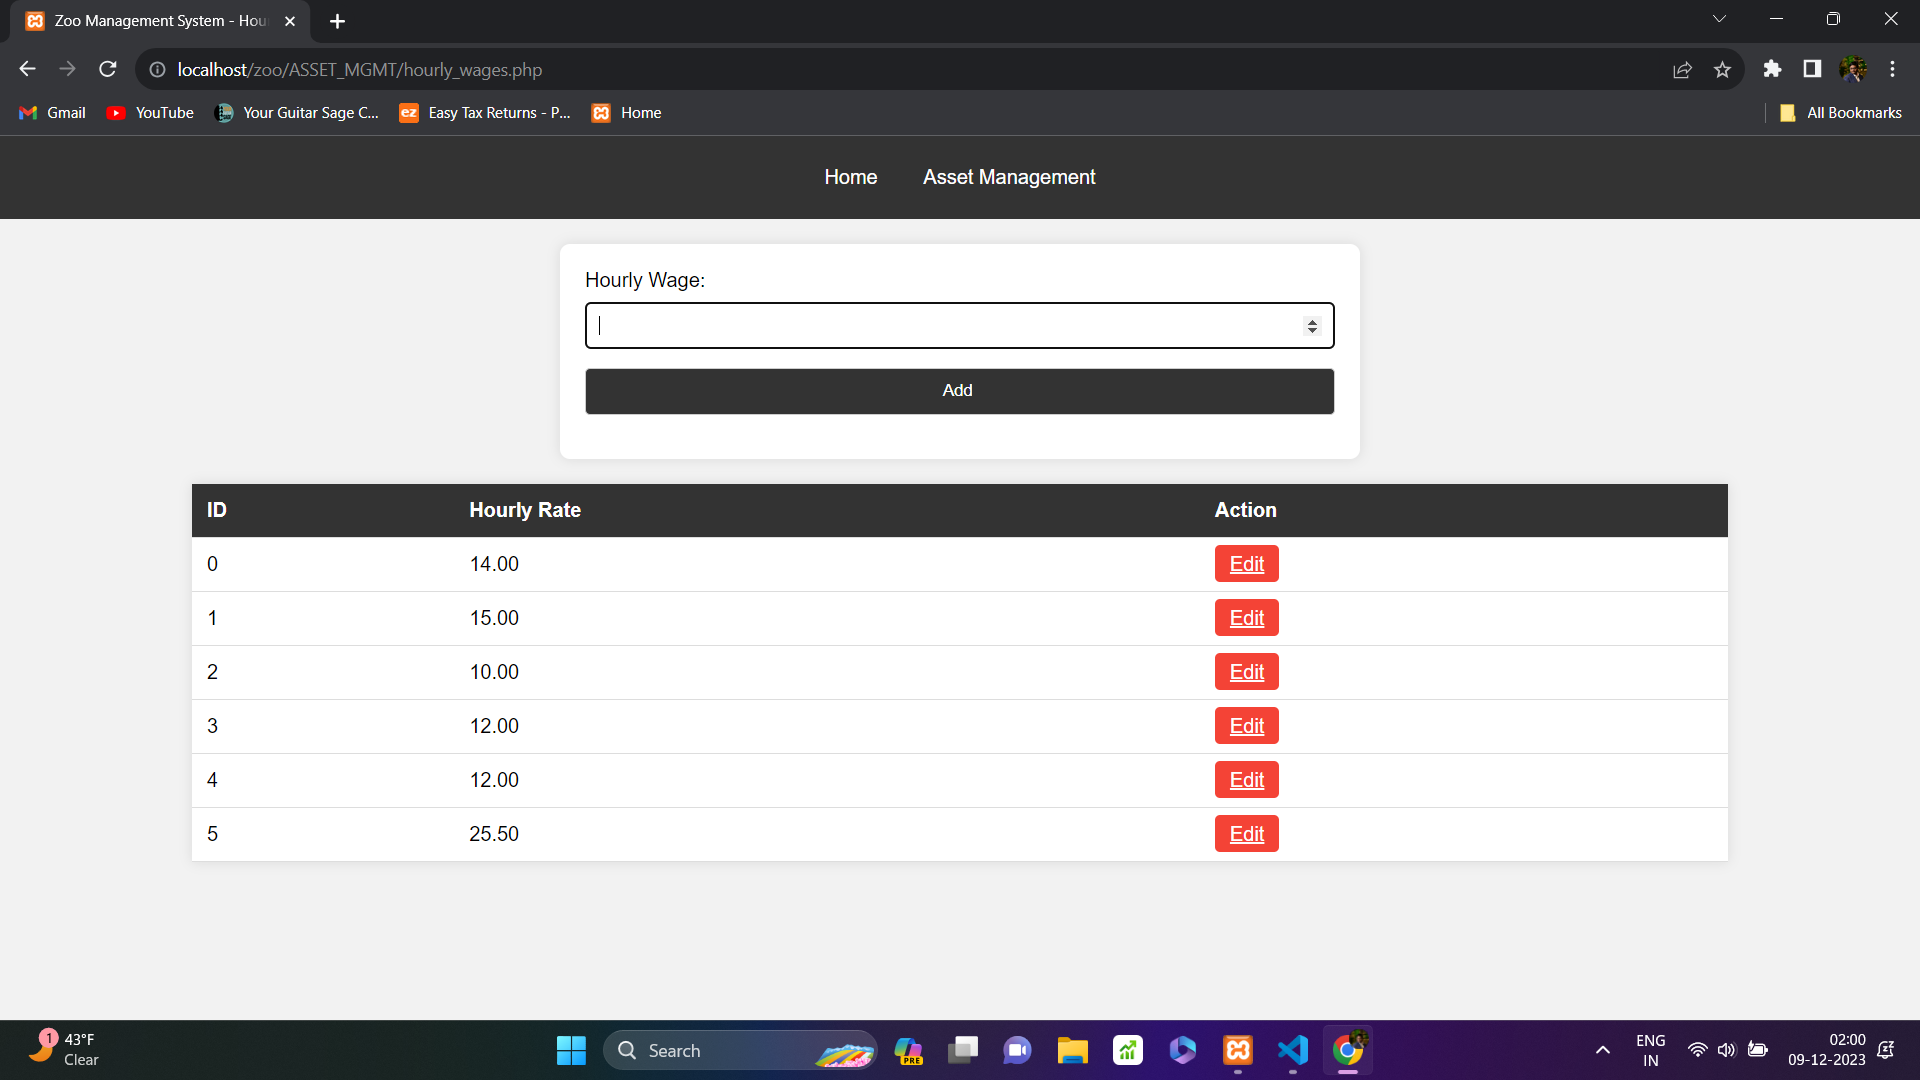 Zoo Management System - Hou
localhost/zoo/ASSET_MGMT/hourly_wages.php
Gmail
YouTube
Your Guitar Sage C...
ez
Easy Tax Returns - P...
Home
All Bookmarks
Home
Asset Management
Hourly Wage:
Add
ID Hourly Rate Action
0 14.00 Edit
1 15.00 Edit
2 10.00 Edit
3 12.00 Edit
4 12.00 Edit
5 25.50 Edit
1
43°F
Clear
Search
PRE
ENG
IN
02:00
09-12-2023